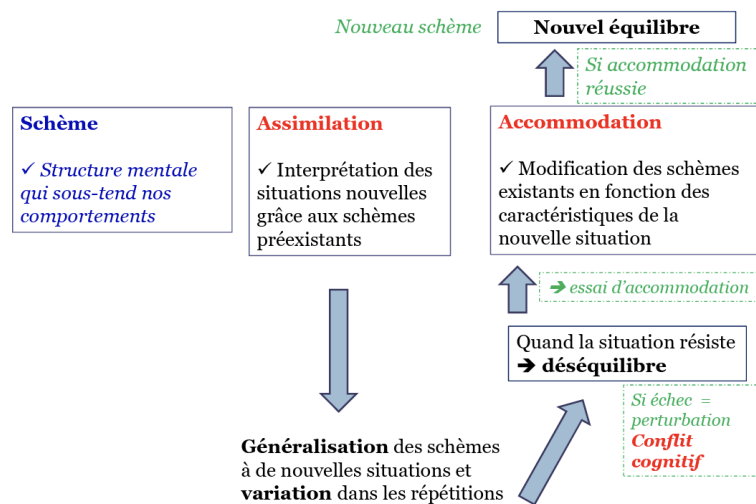 Nouveau schème
Nouvel équilibre
Si accommodation
réussie
Schème
✓ Structure mentale
qui sous-tend nos
comportements
Assimilation
✓ Interprétation des
situations nouvelles
grâce aux schèmes
préexistants
Accommodation
✓ Modification des schèmes
existants en fonction des
caractéristiques de la
nouvelle situation
➔ essai d'accommodation
Quand la situation résiste
➔ déséquilibre
Si échec =
perturbation
Conflit
cognitif
Généralisation des schèmes
à de nouvelles situations et
variation dans les répétitions